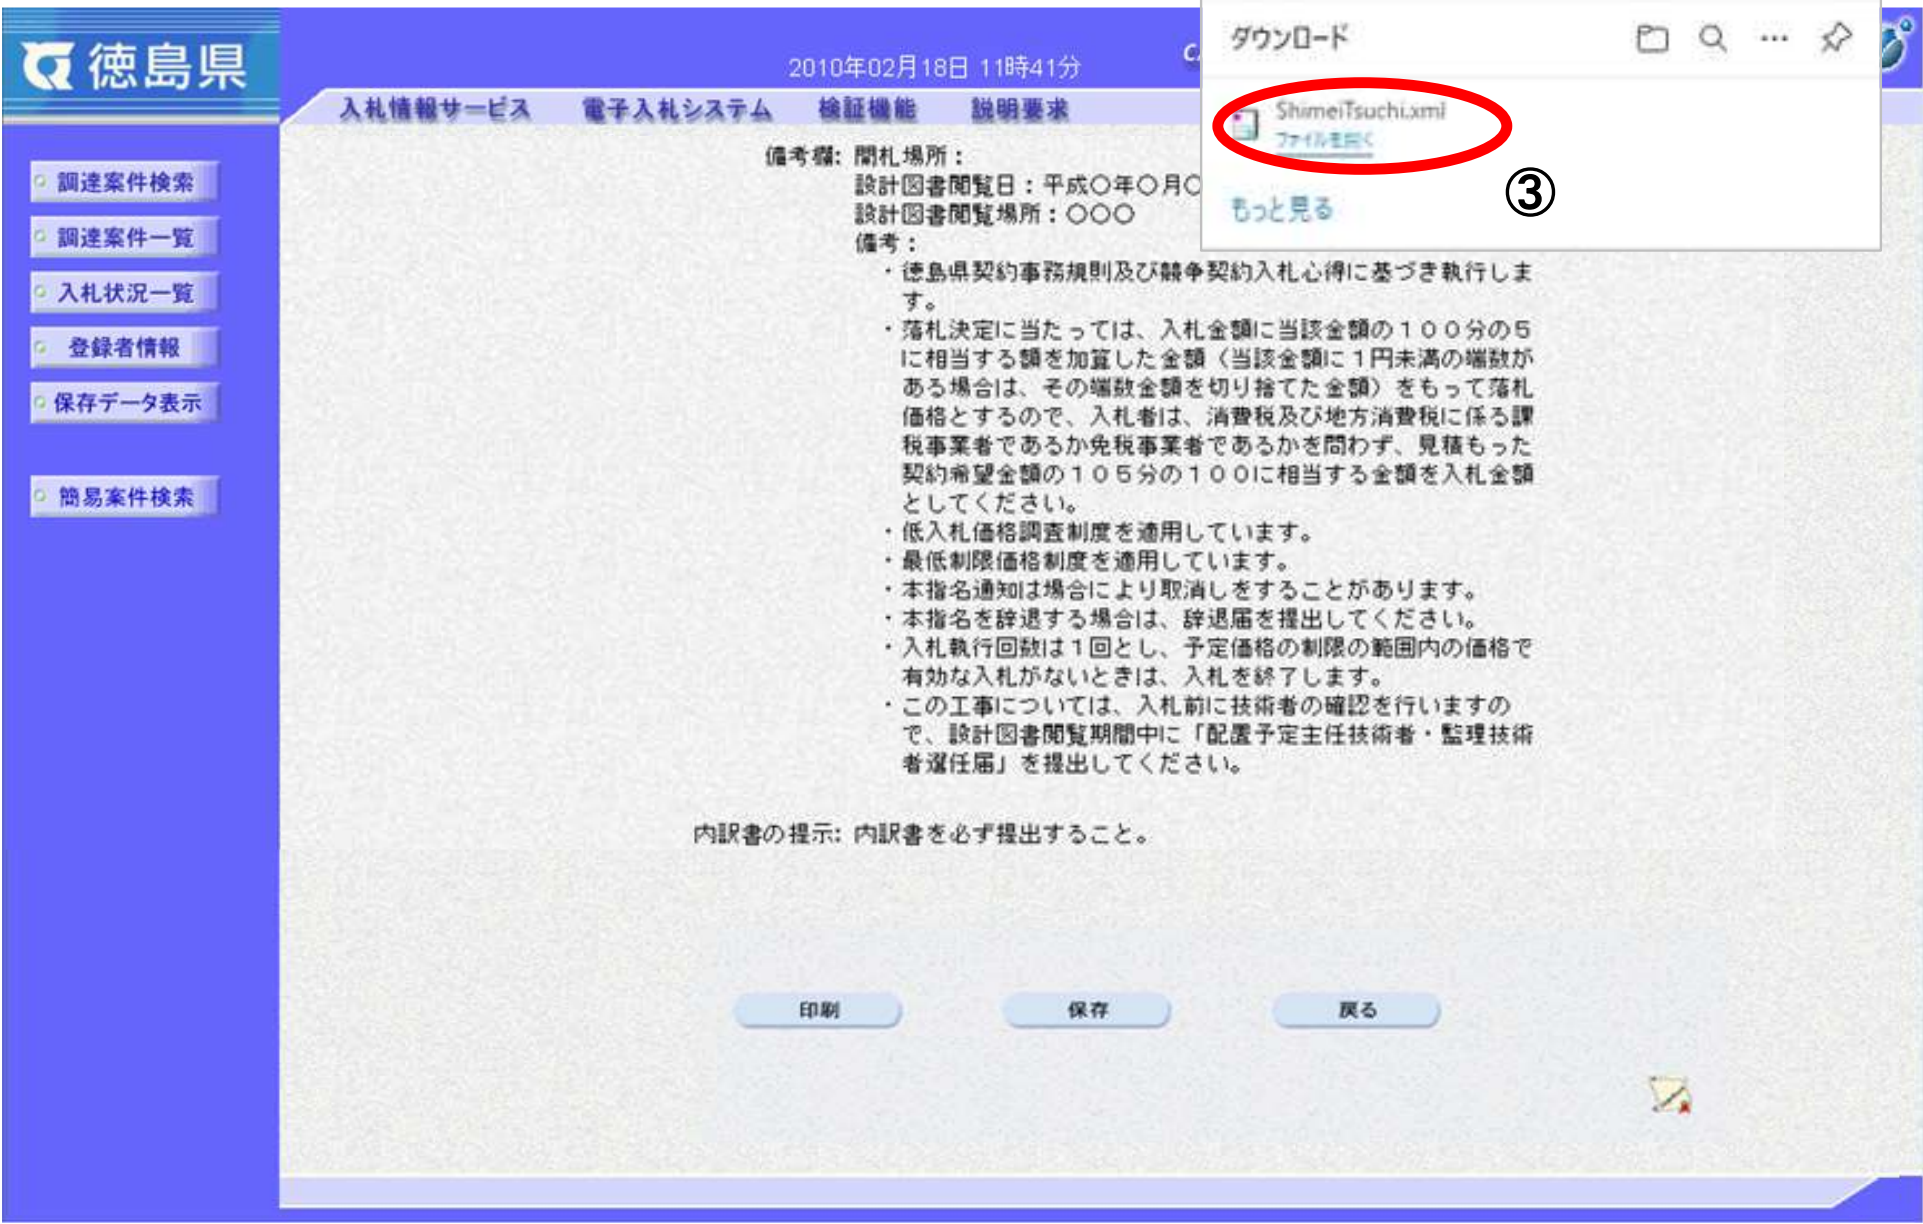 徳島県
2010年02月18日 11時41分
入札情報サービス 電子入札システム 検証機能 説明要求
調達案件検索
調達案件一覧
入札状況一覧
登録者情報
保存データ表示
簡易案件検索
ダウンロード
ShimeiTsuchi.xml
ファイルを開く
もっと見る
③
備考欄: 開札場所：
設計図書閲覧日：平成○年○月○
設計図書閲覧場所：○○○
備考：
・徳島県契約事務規則及び競争契約入札心得に基づき執行しま
す。
・落札決定に当たっては、入札金額に当該金額の１００分の５
に相当する額を加算した金額（当該金額に１円未満の端数が
ある場合は、その端数金額を切り捨てた金額）をもって落札
価格とするので、入札者は、消費税及び地方消費税に係る課
税事業者であるか免税事業者であるかを問わず、見積もった
契約希望金額の１０５分の１００に相当する金額を入札金額
としてください。
・低入札価格調査制度を適用しています。
・最低制限価格制度を適用しています。
・本指名通知は場合により取消しをすることがあります。
・本指名を辞退する場合は、辞退届を提出してください。
・入札執行回数は１回とし、予定価格の制限の範囲内の価格で
有効な入札がないときは、入札を終了します。
・この工事については、入札前に技術者の確認を行いますの
で、設計図書閲覧期間中に「配置予定主任技術者・監理技術
者選任届」を提出してください。
内訳書の提示: 内訳書を必ず提出すること。
印刷 保存 戻る